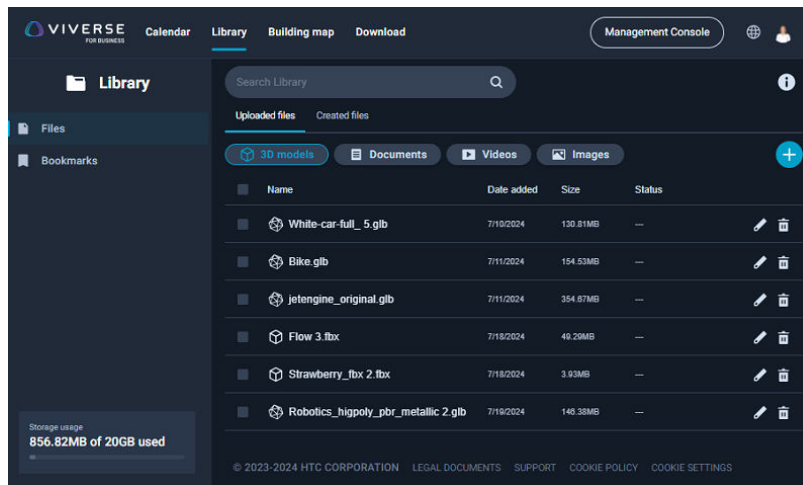 VIVERSE
FOR BUSINESS
Calendar Library Building map Download Management Console
Library
Search Library
Uploaded files Created files
Files
Bookmarks
3D models Documents Videos Images
Name Date added Size Status
White-car-full_ 5.glb 7/10/2024 130.81MB ---
Bike.glb 7/11/2024 154.53MB ---
jetengine_original.glb 7/11/2024 354.67MB ---
Flow 3.fbx 7/18/2024 49.29MB ---
Strawberry_fbx 2.fbx 7/18/2024 3.93MB ---
Robotics_higpoly_pbr_metallic 2.glb 7/19/2024 146.38MB ---
Storage usage
856.82MB of 20GB used
© 2023-2024 HTC CORPORATION LEGAL DOCUMENTS SUPPORT COOKIE POLICY COOKIE SETTINGS